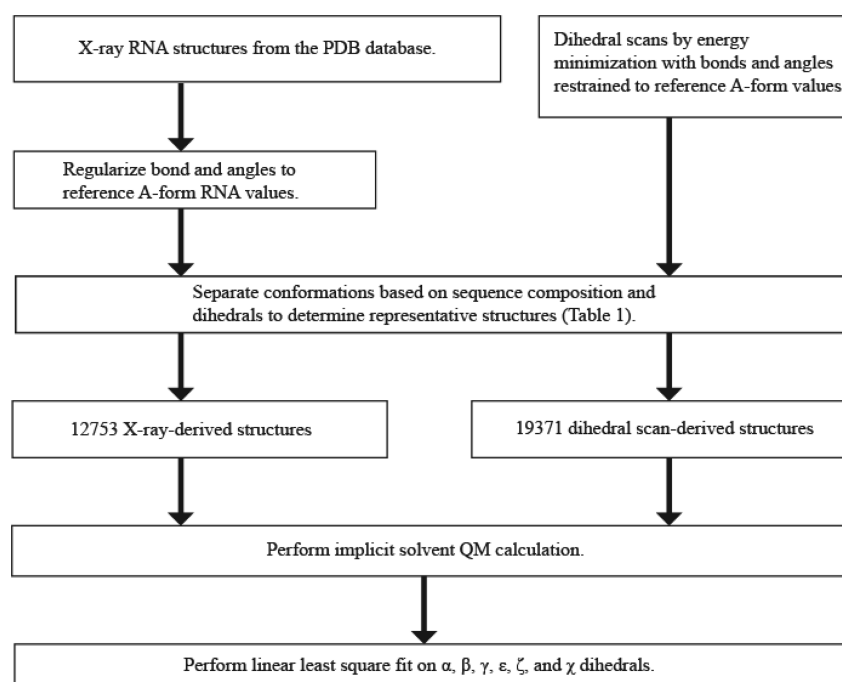 X-ray RNA structures from the PDB database.
Dihedral scans by energy
minimization with bonds and angles
restrained to reference A-form values
Regularize bond and angles to
reference A-form RNA values.
Separate conformations based on sequence composition and
dihedrals to determine representative structures (Table 1).
12753 X-ray-derived structures
19371 dihedral scan-derived structures
Perform implicit solvent QM calculation.
Perform linear least square fit on α, β, γ, ε, ζ, and χ dihedrals.